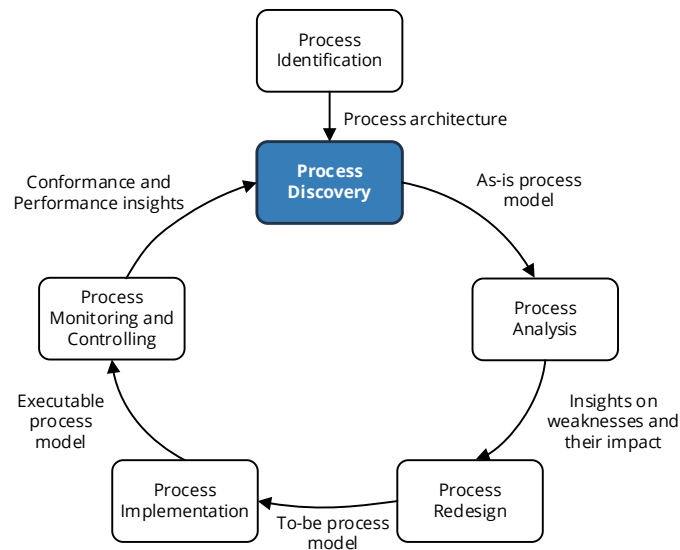 Process
Identification
Process architecture
Process
Discovery
Conformance and
Performance insights
As-is process
model
Process
Monitoring and
Controlling
Process
Analysis
Executable
process
model
Insights on
weaknesses and
their impact
Process
Implementation
Process
Redesign
To-be process
model